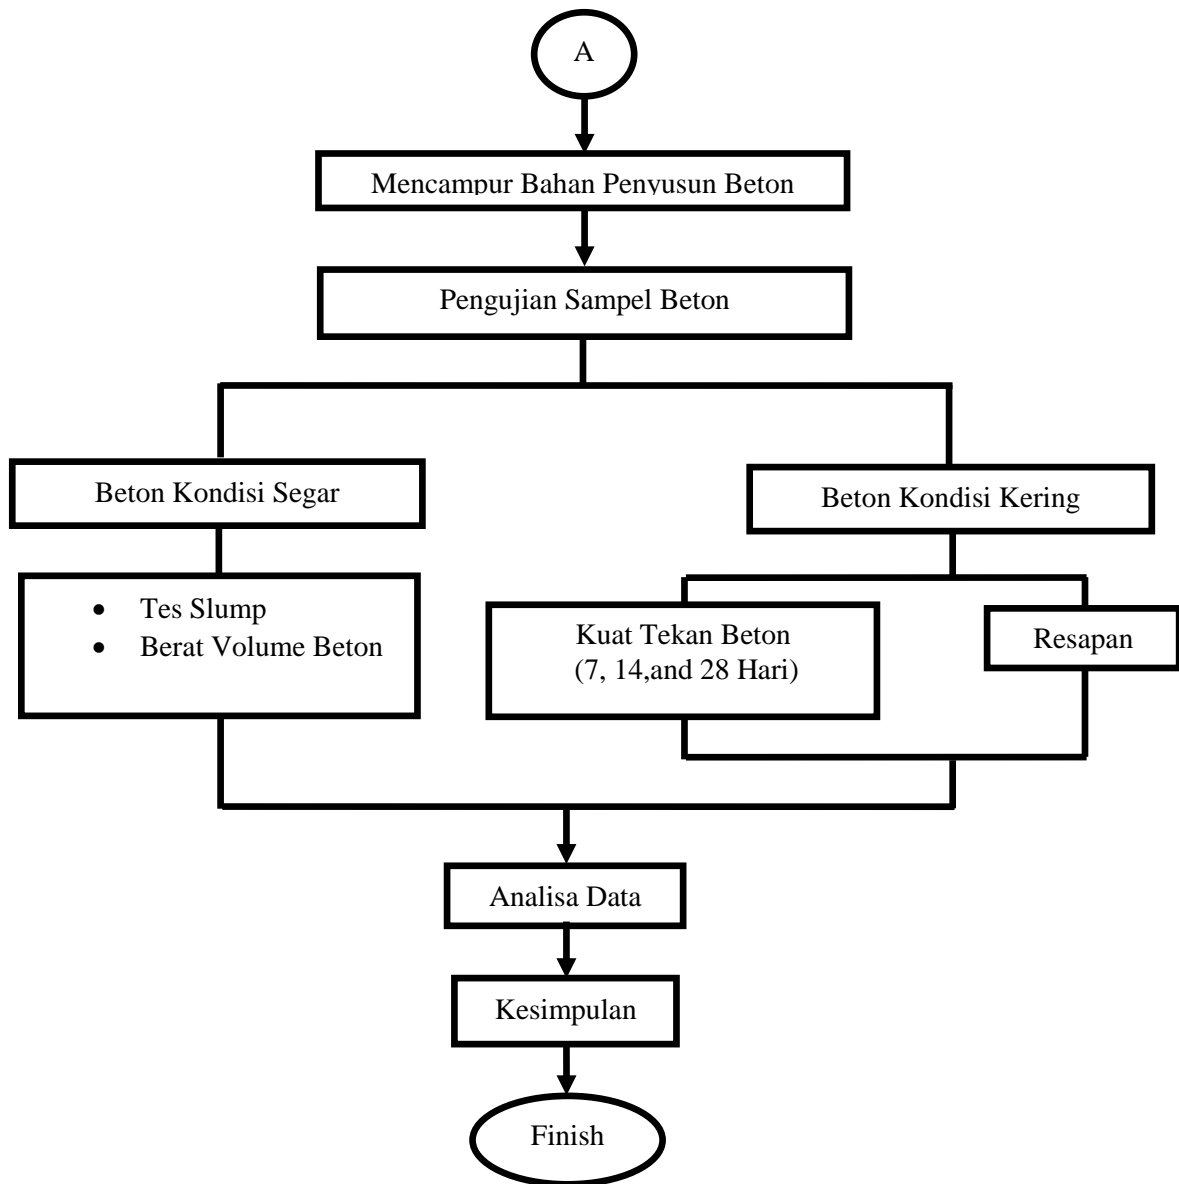 A
Mencampur Bahan Penyusun Beton
Pengujian Sampel Beton
Beton Kondisi Segar
Beton Kondisi Kering
• Tes Slump
• Berat Volume Beton
Kuat Tekan Beton
(7, 14,and 28 Hari)
Resapan
Analisa Data
Kesimpulan
Finish